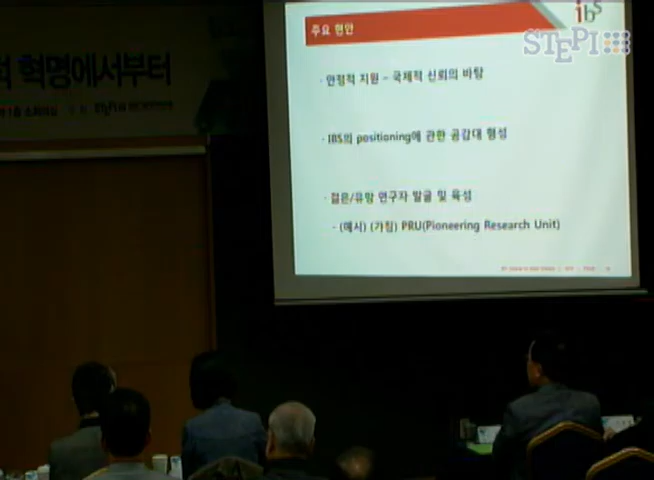 ibs
주요 현안
STEPI
· 안정적 지원 - 국제적 신뢰의 바탕
· IBS의 positioning에 관한 공감대 형성
· 젊은/유망 연구자 발굴 및 육성
- (예시) (가칭) PRU(Pioneering Research Unit)
혁명에서부터